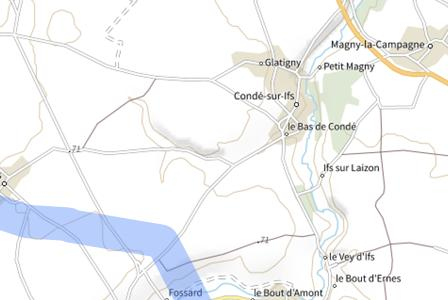 Magny-la-Campagne
Glatigny
Petit Magny
Condé-sur-Ifs
le Bas de Condé
71
Ifs sur Laizon
71
le Vey d'Ifs
le Bout d'Ernes
Fossard
le Bout d'Amont